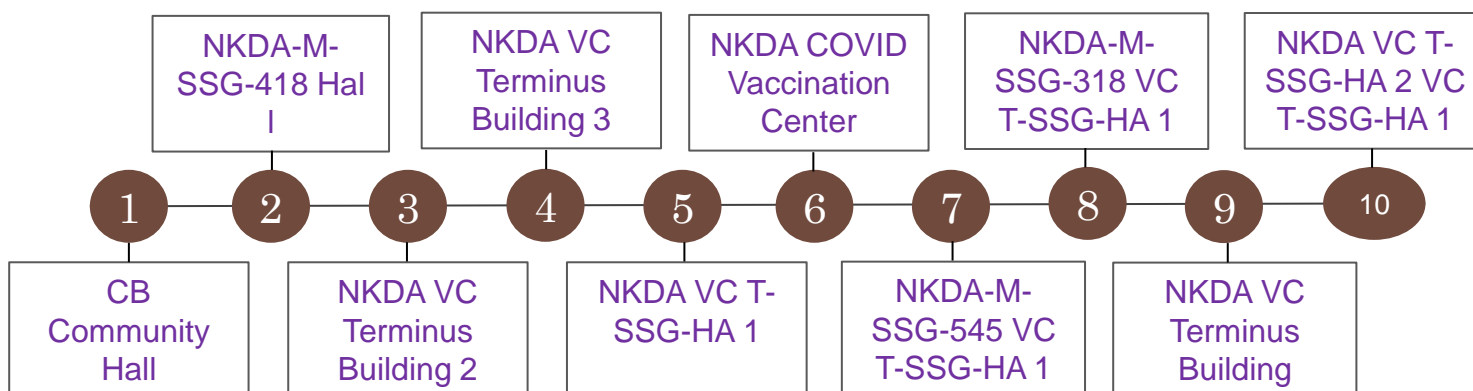 NKDA-M-
SSG-418 Hal
l
NKDA VC
Terminus
Building 3
NKDA COVID
Vaccination
Center
NKDA-M-
SSG-318 VC
T-SSG-HA 1
NKDA VC T-
SSG-HA 2 VC
T-SSG-HA 1
1
2
3
4
5
6
7
8
9
10
CB
Community
Hall
NKDA VC
Terminus
Building 2
NKDA VC T-
SSG-HA 1
NKDA-M-
SSG-545 VC
T-SSG-HA 1
NKDA VC
Terminus
Building